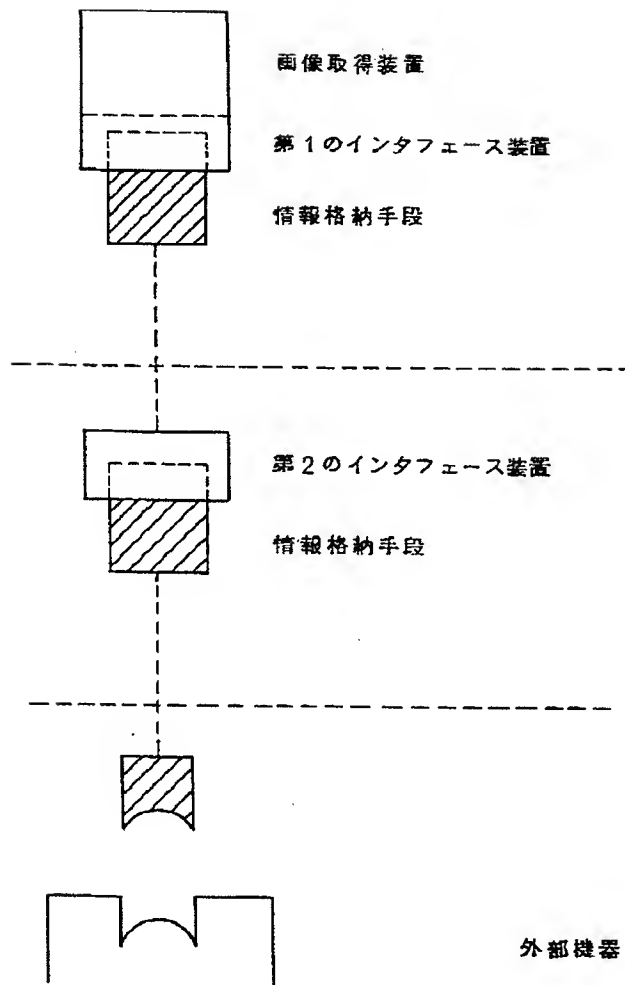 画像取得装置
第1のインタフェース装置
情報格納手段
第2のインタフェース装置
情報格納手段
外部機器